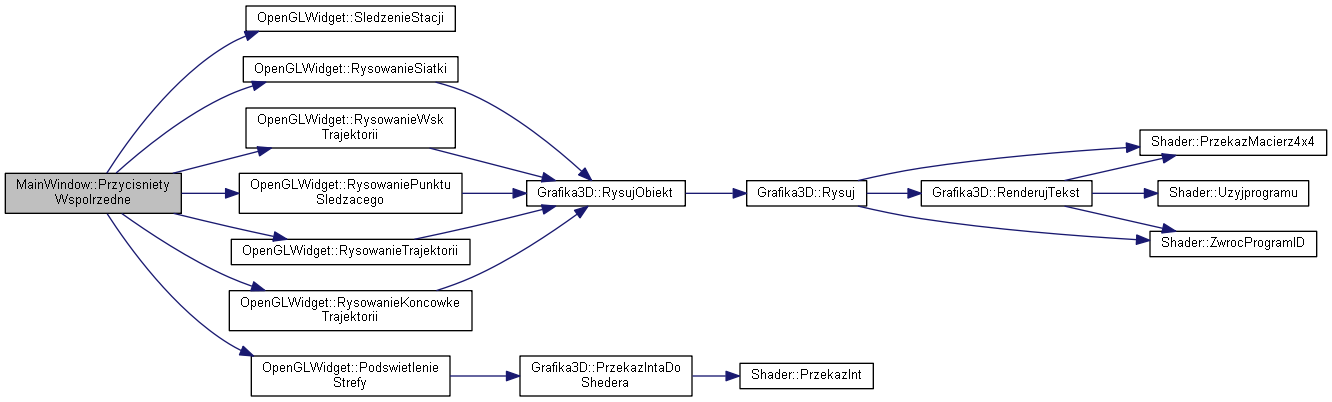 OpenGLWidget::SledzenieStacji
OpenGLWidget::RysowanieSiatki
OpenGLWidget::RysowanieWsk
Trajektorii
MainWindow::Przycisniety
Wspolrzedne
OpenGLWidget::RysowaniePunktu
Sledzacego
OpenGLWidget::RysowanieTrajektorii
OpenGLWidget::RysowanieKoncowke
Trajektorii
OpenGLWidget::Podswietlenie
Strefy
Grafika3D::RysujObiekt
Grafika3D::PrzekazIntaDo
Shedera
Grafika3D::Rysuj
Shader::PrzekazInt
Grafika3D::RenderujTekst
Shader::PrzekazMacierz4x4
Shader::Uzyjprogramu
Shader::ZwrocProgramID